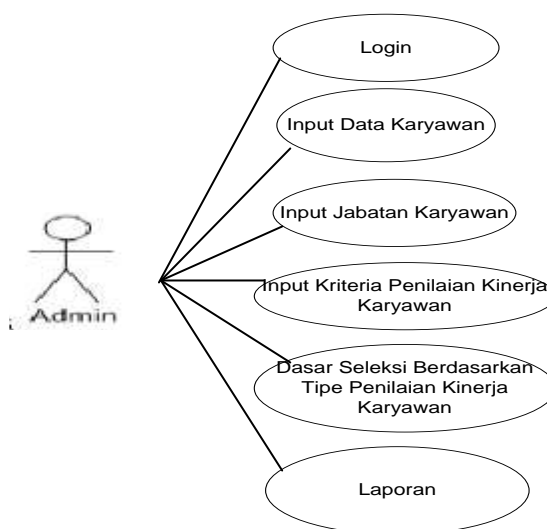 Login
Input Data Karyawan
Input Jabatan Karyawan
Input Kriteria Penilaian Kinerja
Karyawan
Dasar Seleksi Berdasarkan
Tipe Penilaian Kinerja
Karyawan
Laporan
Admin